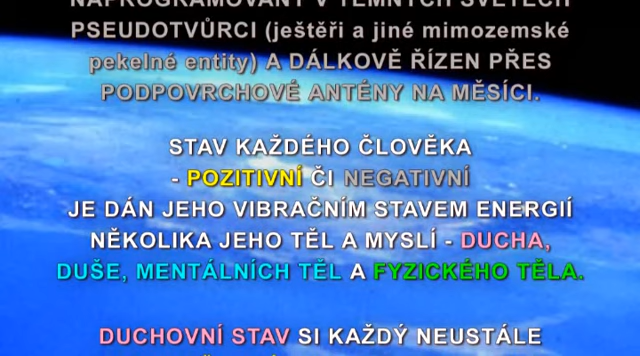 NAPROGRAMOVANÝ V TEMNÝCH SVĚTECH
PSEUDOTVŮRCI (ještěři a jiné mimozemské
pekelné entity) A DÁLKOVĚ ŘÍZEN PŘES
PODPOVRCHOVÉ ANTÉNY NA MĚSÍCI.
STAV KAŽDÉHO ČLOVĚKA
- POZITIVNÍ ČI NEGATIVNÍ
JE DÁN JEHO VIBRAČNÍM STAVEM ENERGIÍ
NĚKOLIKA JEHO TĚL A MYSLÍ - DUCHA,
DUŠE, MENTÁLNÍCH TĚL A FYZICKÉHO TĚLA.
DUCHOVNÍ STAV SI KAŽDÝ NEUSTÁLE